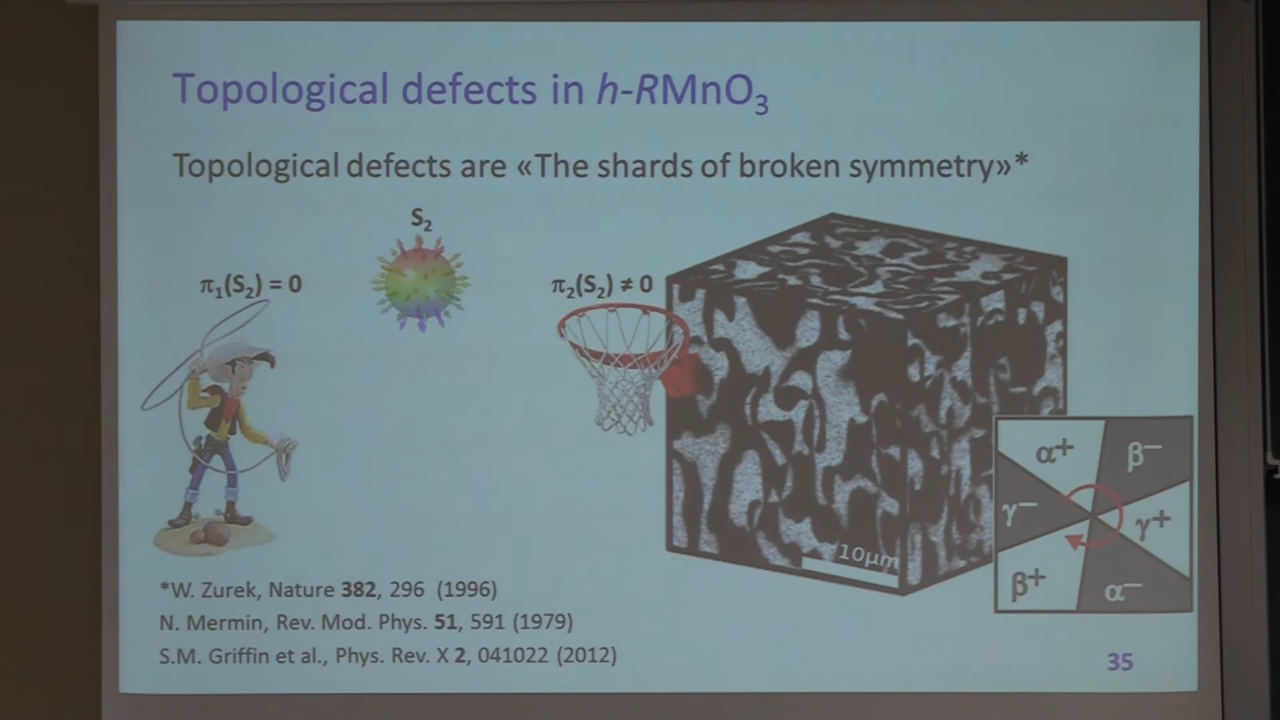 Topological defects in h-RMnO₃
Topological defects are «The shards of broken symmetry»*
S₂
π₁(S₂) = 0
π₂(S₂) ≠ 0
α+
β−
γ−
γ+
β+
α−
10µm
*W. Zurek, Nature 382, 296 (1996)
N. Mermin, Rev. Mod. Phys. 51, 591 (1979)
S.M. Griffin et al., Phys. Rev. X 2, 041022 (2012)
35